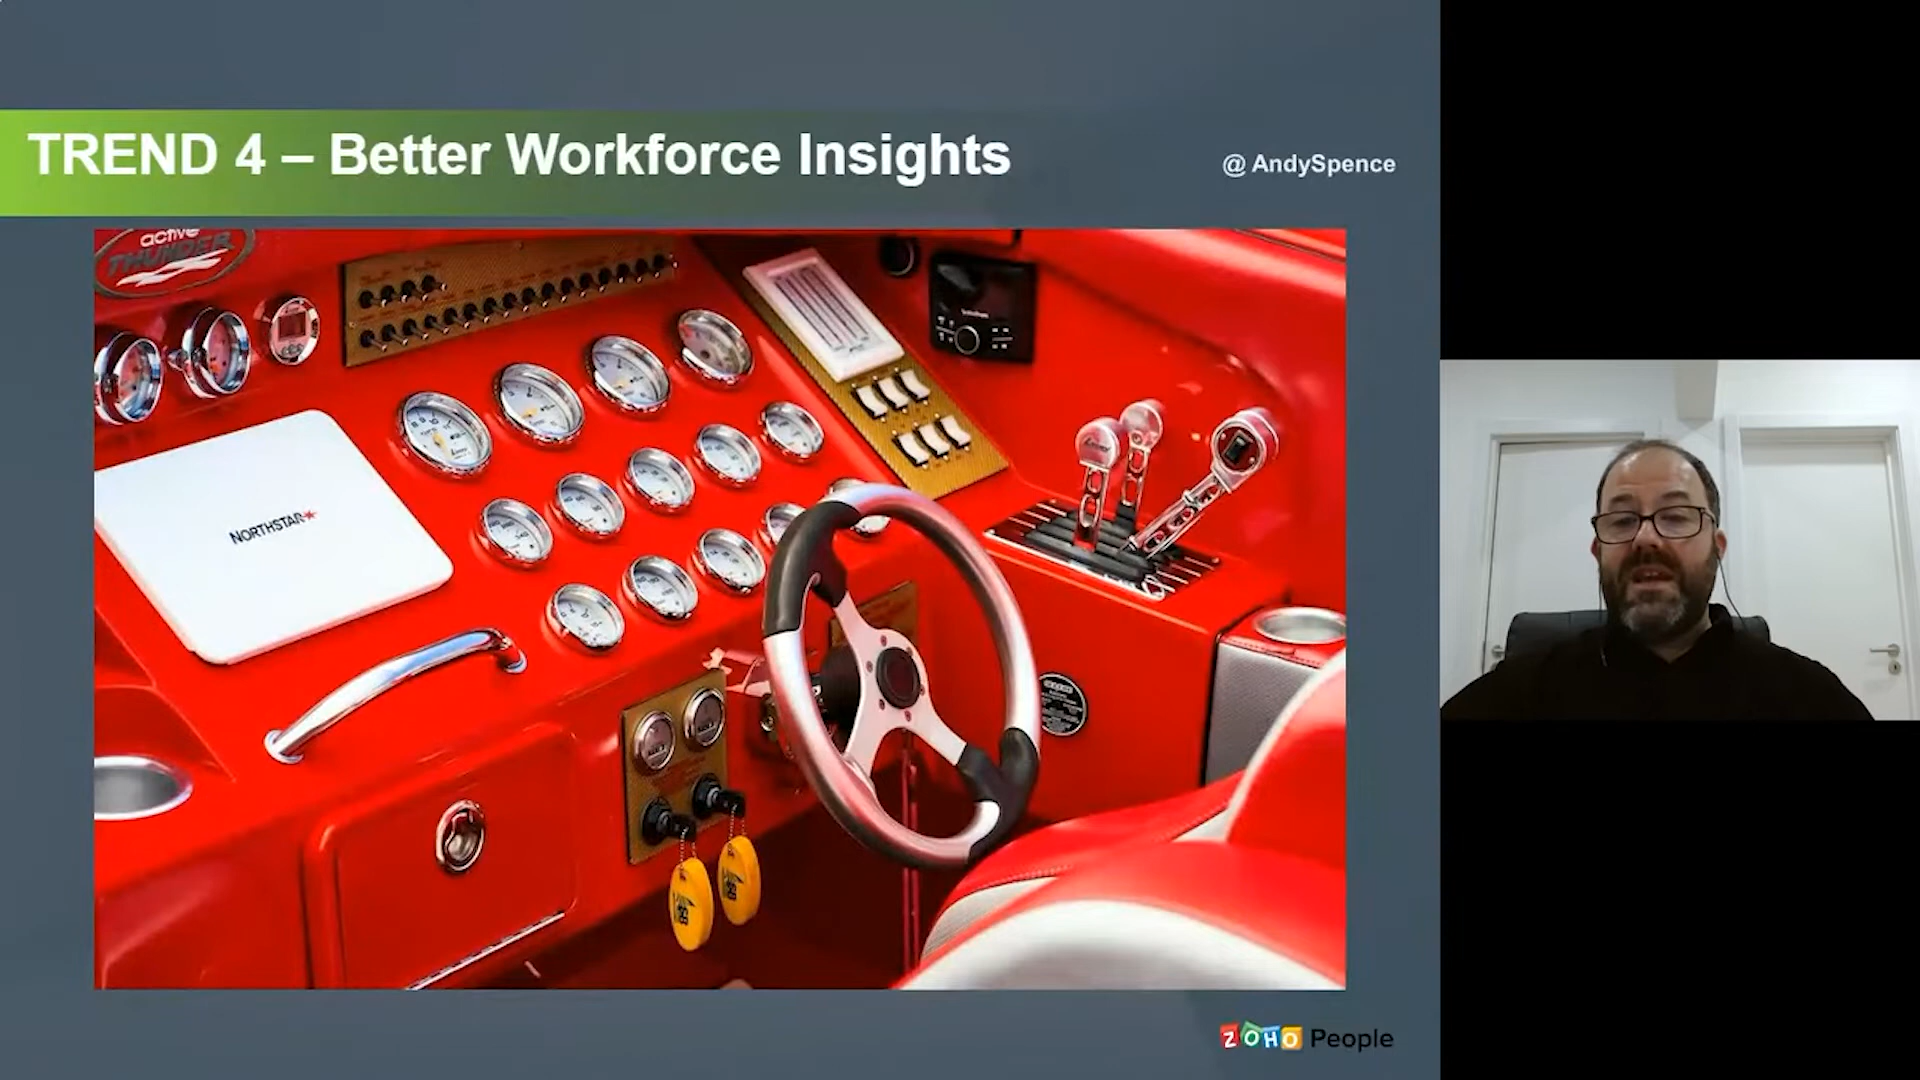 TREND 4 – Better Workforce Insights
@AndySpence
active
THUNDER
NORTHSTAR
ZOHO People